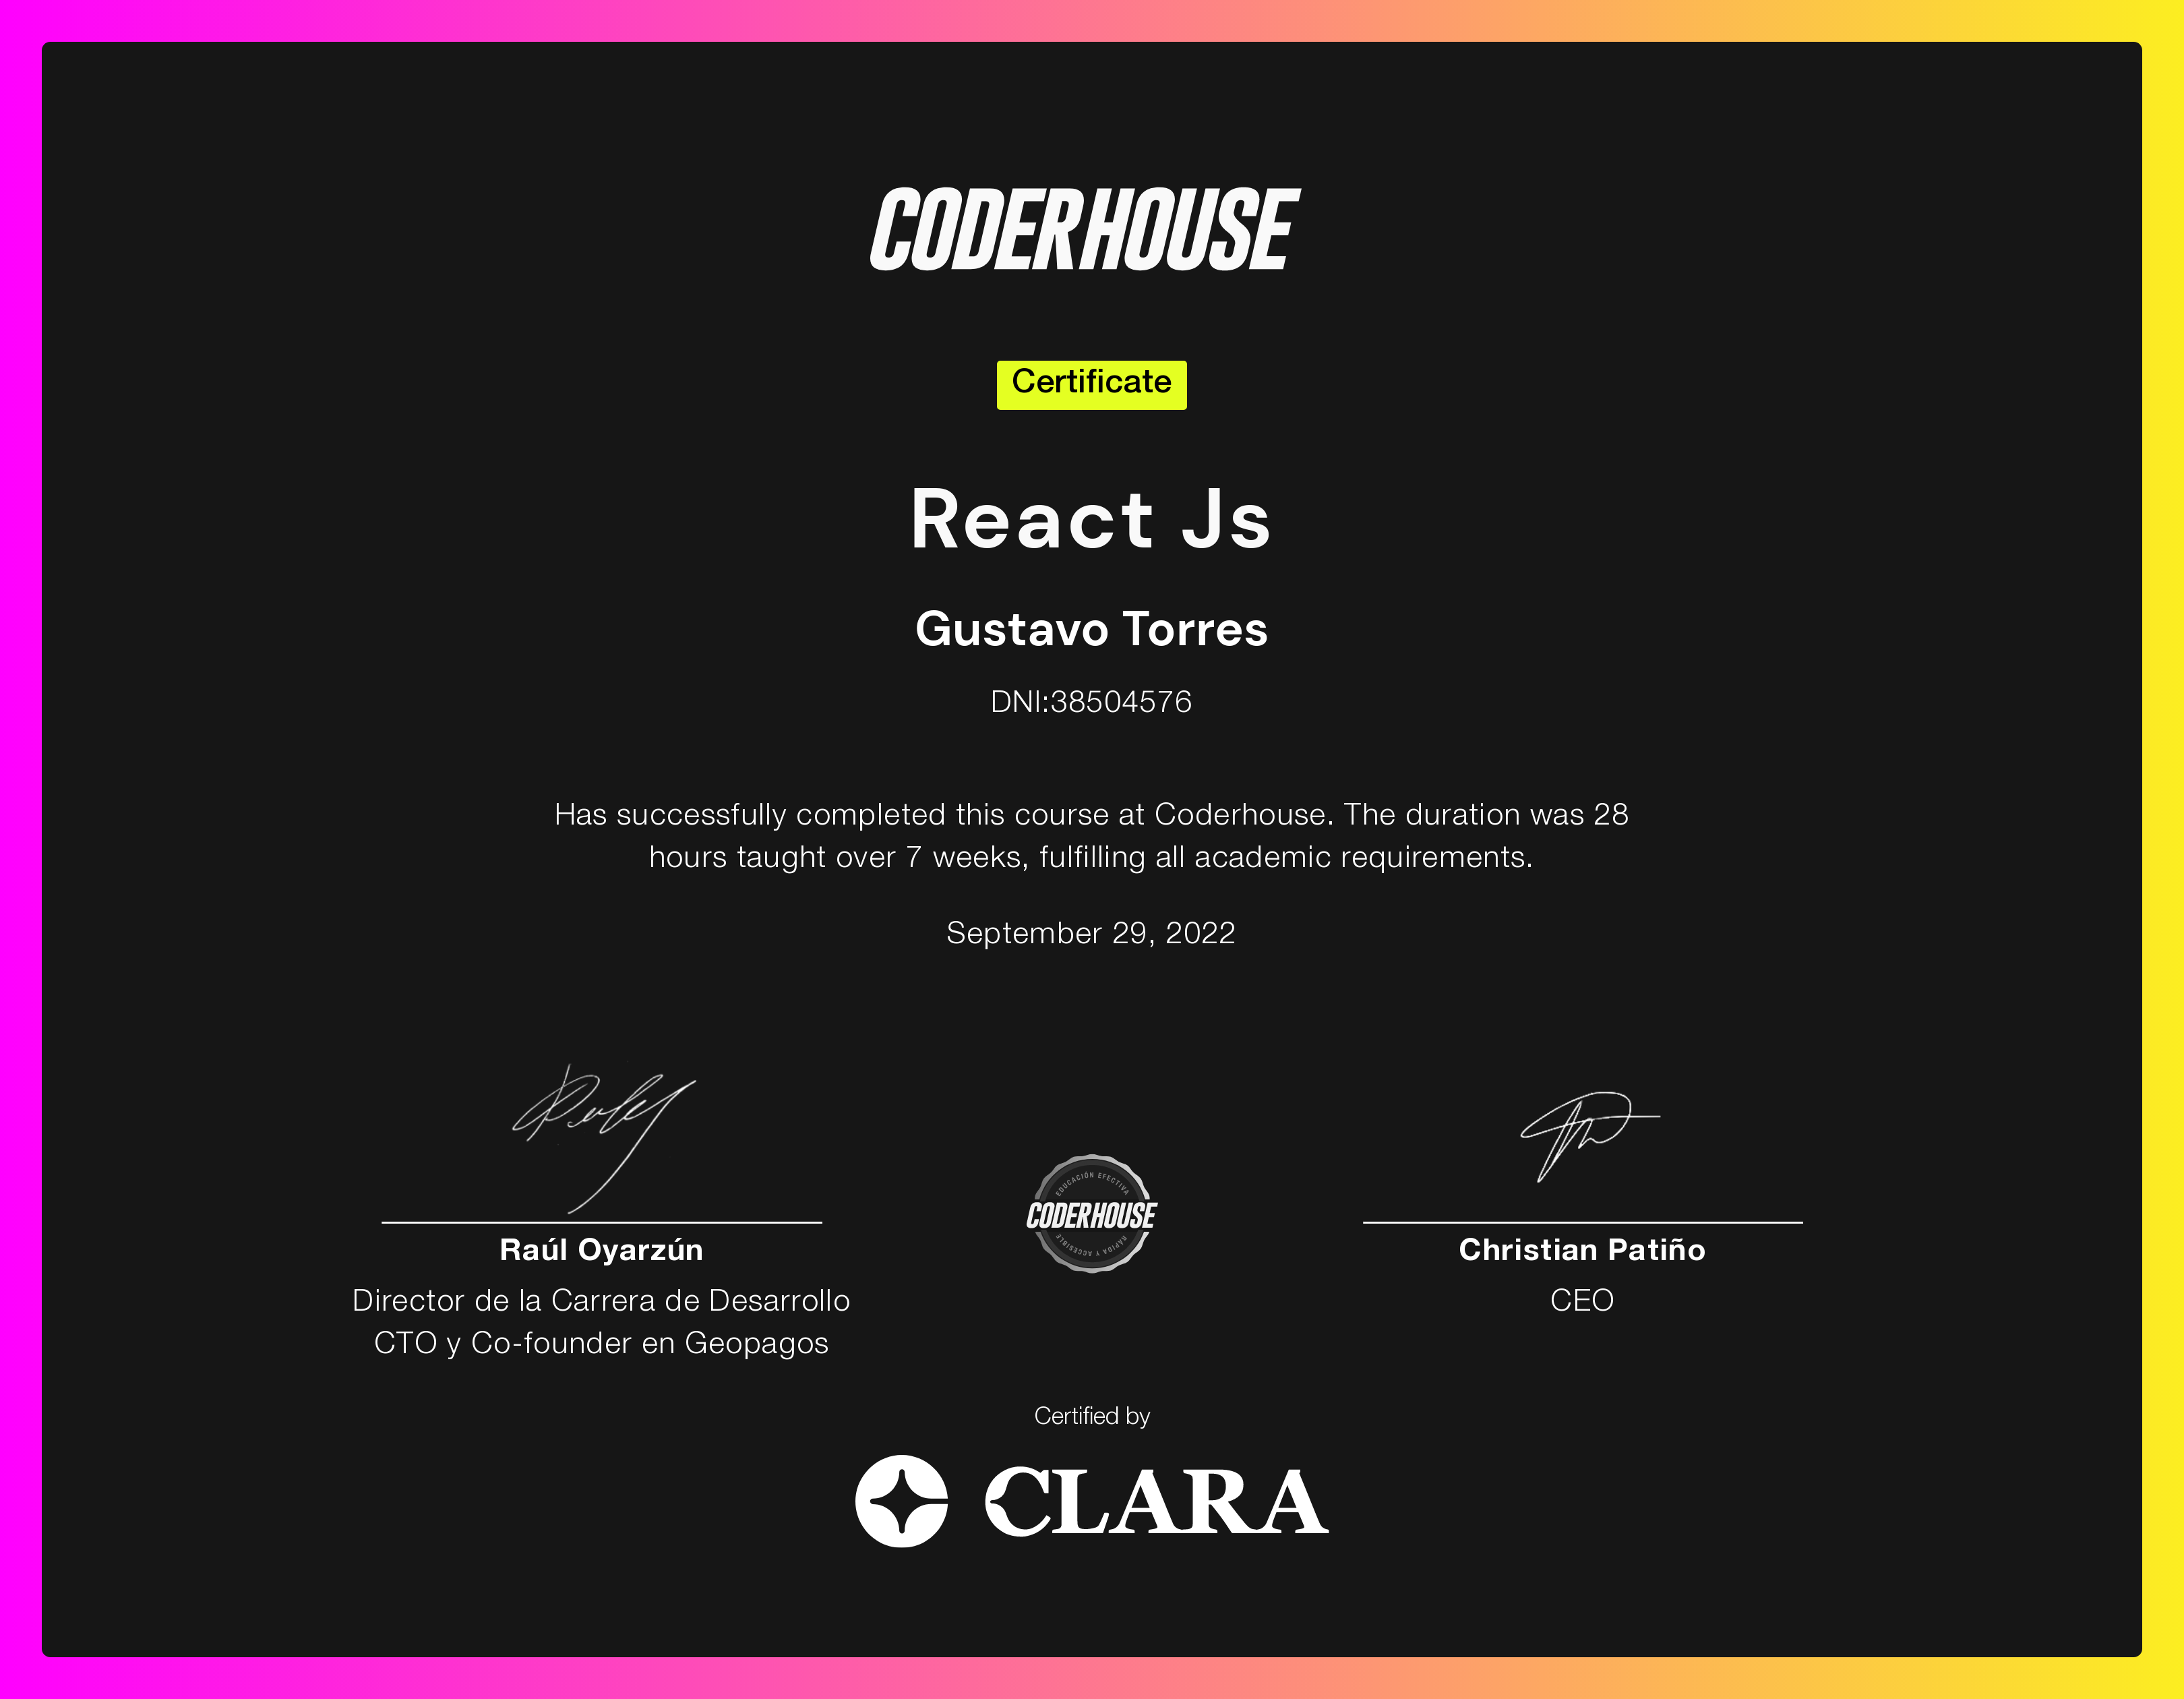 CODERHOUSE
Certificate
React Js
Gustavo Torres
DNI:38504576
Has successfully completed this course at Coderhouse. The duration was 28
hours taught over 7 weeks, fulfilling all academic requirements.
September 29, 2022
EDUCACIÓN EFECTIVA
CODERHOUSE
RÁPIDA Y ACCESIBLE
Raúl Oyarzún
Director de la Carrera de Desarrollo
CTO y Co-founder en Geopagos
Christian Patiño
CEO
Certified by
CLARA